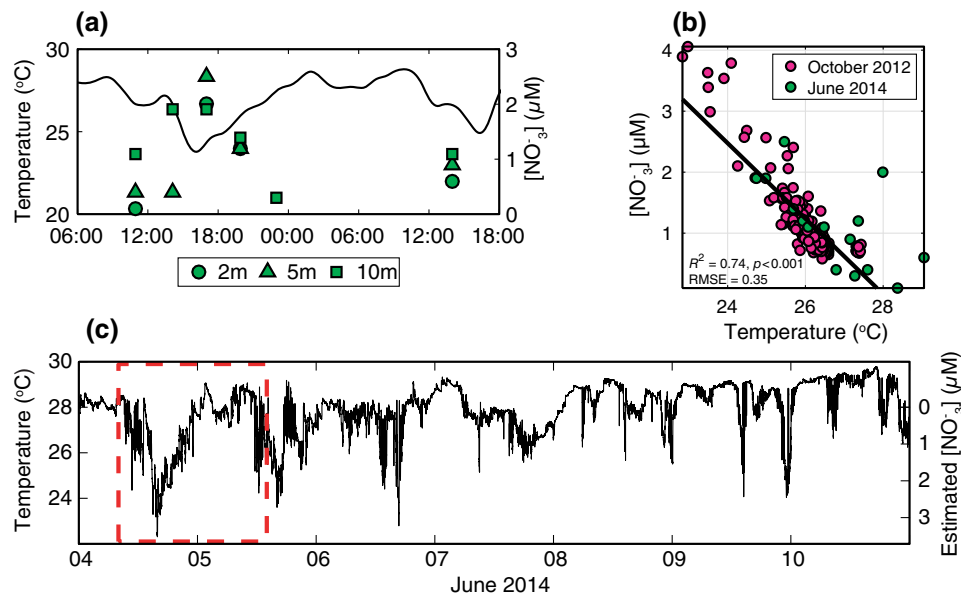 (a)
30
3
Temperature (°C)
[NO₃⁻] (μM)
27
2
23
1
20
0
06:00 12:00 18:00 00:00 06:00 12:00 18:00
2m 5m 10m
(b)
4
3
2
1
[NO₃⁻] (μM)
October 2012
June 2014
R² = 0.74, p<0.001
RMSE = 0.35
24 26 28
Temperature (°C)
(c)
30
28
26
24
Temperature (°C)
0
1
2
3
Estimated [NO₃⁻] (μM)
04 05 06 07 08 09 10
June 2014